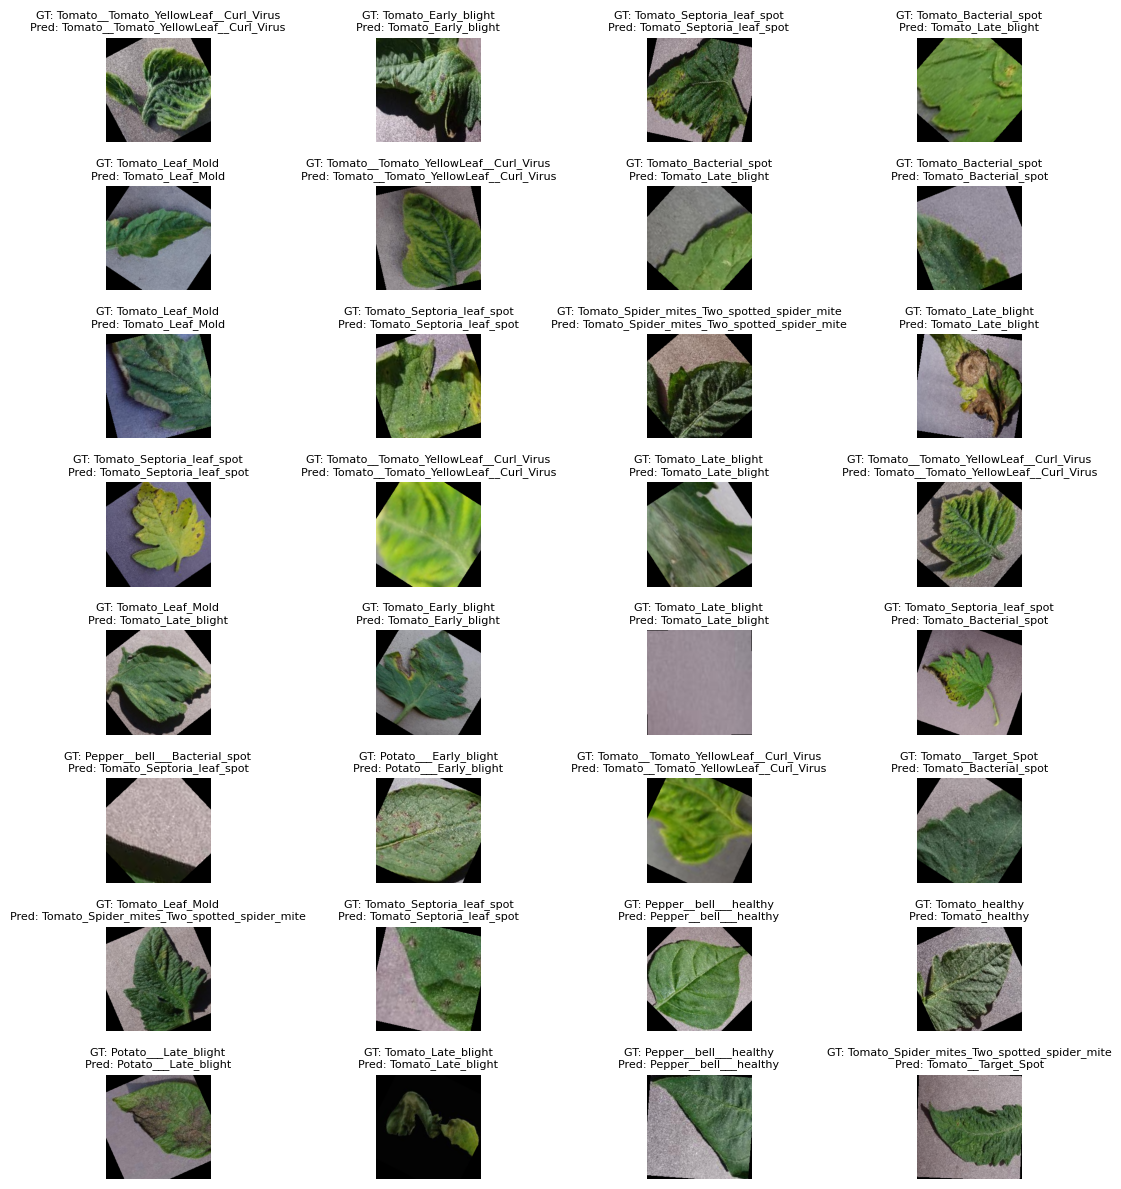 GT: Tomato__Tomato_YellowLeaf__Curl_Virus
Pred: Tomato__Tomato_YellowLeaf__Curl_Virus
GT: Tomato_Early_blight
Pred: Tomato_Early_blight
GT: Tomato_Septoria_leaf_spot
Pred: Tomato_Septoria_leaf_spot
GT: Tomato_Bacterial_spot
Pred: Tomato_Late_blight
GT: Tomato_Leaf_Mold
Pred: Tomato_Leaf_Mold
GT: Tomato__Tomato_YellowLeaf__Curl_Virus
Pred: Tomato__Tomato_YellowLeaf__Curl_Virus
GT: Tomato_Bacterial_spot
Pred: Tomato_Late_blight
GT: Tomato_Bacterial_spot
Pred: Tomato_Bacterial_spot
GT: Tomato_Leaf_Mold
Pred: Tomato_Leaf_Mold
GT: Tomato_Septoria_leaf_spot
Pred: Tomato_Septoria_leaf_spot
GT: Tomato_Spider_mites_Two_spotted_spider_mite
Pred: Tomato_Spider_mites_Two_spotted_spider_mite
GT: Tomato_Late_blight
Pred: Tomato_Late_blight
GT: Tomato_Septoria_leaf_spot
Pred: Tomato_Septoria_leaf_spot
GT: Tomato__Tomato_YellowLeaf__Curl_Virus
Pred: Tomato__Tomato_YellowLeaf__Curl_Virus
GT: Tomato_Late_blight
Pred: Tomato_Late_blight
GT: Tomato__Tomato_YellowLeaf__Curl_Virus
Pred: Tomato__Tomato_YellowLeaf__Curl_Virus
GT: Tomato_Leaf_Mold
Pred: Tomato_Late_blight
GT: Tomato_Early_blight
Pred: Tomato_Early_blight
GT: Tomato_Late_blight
Pred: Tomato_Late_blight
GT: Tomato_Septoria_leaf_spot
Pred: Tomato_Bacterial_spot
GT: Pepper__bell___Bacterial_spot
Pred: Tomato_Septoria_leaf_spot
GT: Potato___Early_blight
Pred: Potato___Early_blight
GT: Tomato__Tomato_YellowLeaf__Curl_Virus
Pred: Tomato__Tomato_YellowLeaf__Curl_Virus
GT: Tomato__Target_Spot
Pred: Tomato_Bacterial_spot
GT: Tomato_Leaf_Mold
Pred: Tomato_Spider_mites_Two_spotted_spider_mite
GT: Tomato_Septoria_leaf_spot
Pred: Tomato_Septoria_leaf_spot
GT: Pepper__bell___healthy
Pred: Pepper__bell___healthy
GT: Tomato_healthy
Pred: Tomato_healthy
GT: Potato___Late_blight
Pred: Potato___Late_blight
GT: Tomato_Late_blight
Pred: Tomato_Late_blight
GT: Pepper__bell___healthy
Pred: Pepper__bell___healthy
GT: Tomato_Spider_mites_Two_spotted_spider_mite
Pred: Tomato__Target_Spot